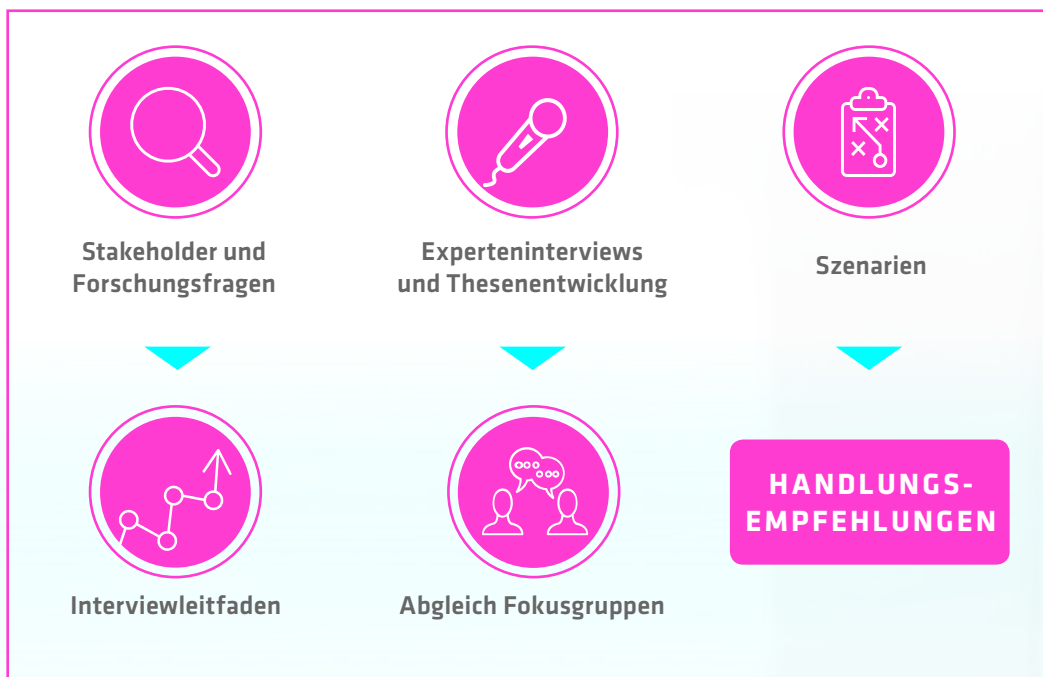 Stakeholder und
Forschungsfragen
Experteninterviews
und Thesenentwicklung
Szenarien
Interviewleitfaden
Abgleich Fokusgruppen
HANDLUNGS-
EMPFEHLUNGEN